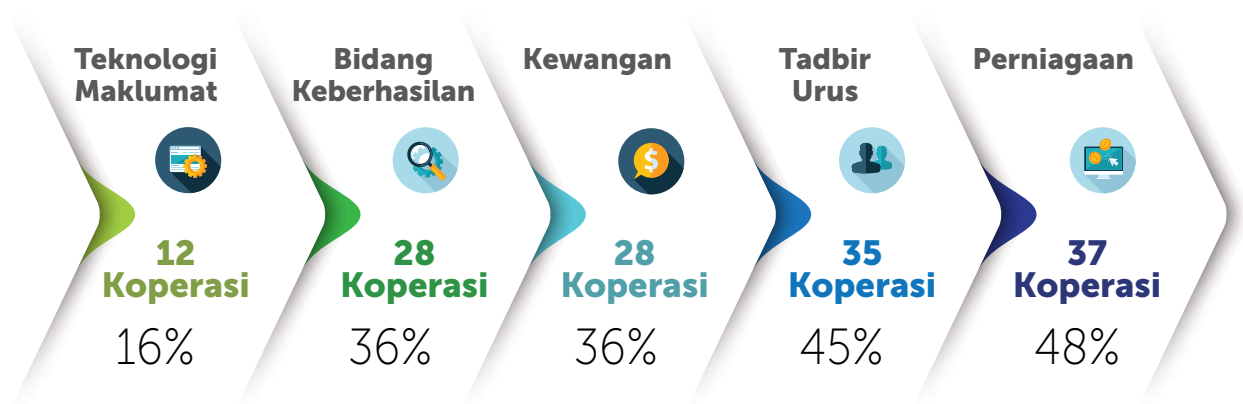 Teknologi
Maklumat
12
Koperasi
16%
Bidang
Keberhasilan
28
Koperasi
36%
Kewangan
$
28
Koperasi
36%
Tadbir
Urus
35
Koperasi
45%
Perniagaan
37
Koperasi
48%